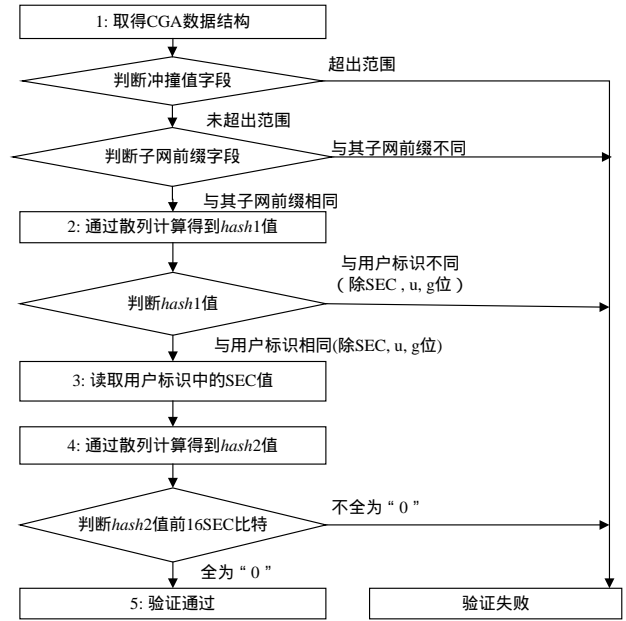 1: 取得CGA数据结构
超出范围
判断冲撞值字段
未超出范围
判断子网前缀字段
与其子网前缀不同
与其子网前缀相同
2: 通过散列计算得到hash1值
与用户标识不同
（除SEC , u, g位）
判断hash1值
与用户标识相同(除SEC, u, g位)
3: 读取用户标识中的SEC值
4: 通过散列计算得到hash2值
不全为“0”
判断hash2值前16SEC比特
全为“0”
5: 验证通过
验证失败